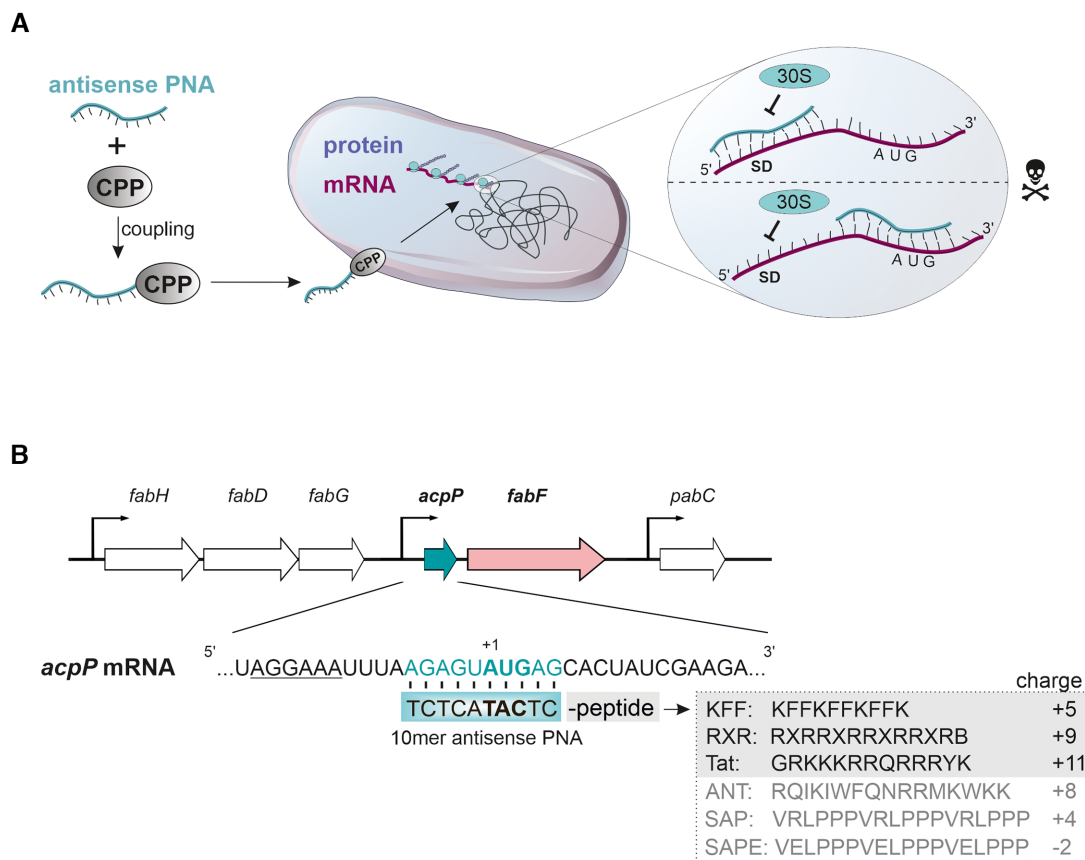 A
antisense PNA
+
CPP
coupling
CPP
protein
mRNA
CPP
30S
5'
SD
AUG
3'
30S
5'
SD
AUG
3'
B
fabH fabD fabG acpP fabF pabC
+1
5' 3'
acpP mRNA ...UAGGAAAUUUAAGAGUAUGAGCACUAUCGAAGA...
TCTCATACTC -peptide
10mer antisense PNA
charge
KFF: KFFKFFKFFK +5
RXR: RXRRXRRXRRXRB +9
Tat: GRKKKRRQRRRYK +11
ANT: RQIKIWFQNRRMKWKK +8
SAP: VRLPPPVRLPPPVRLPPP +4
SAPE: VELPPPVELPPPVELPPP -2